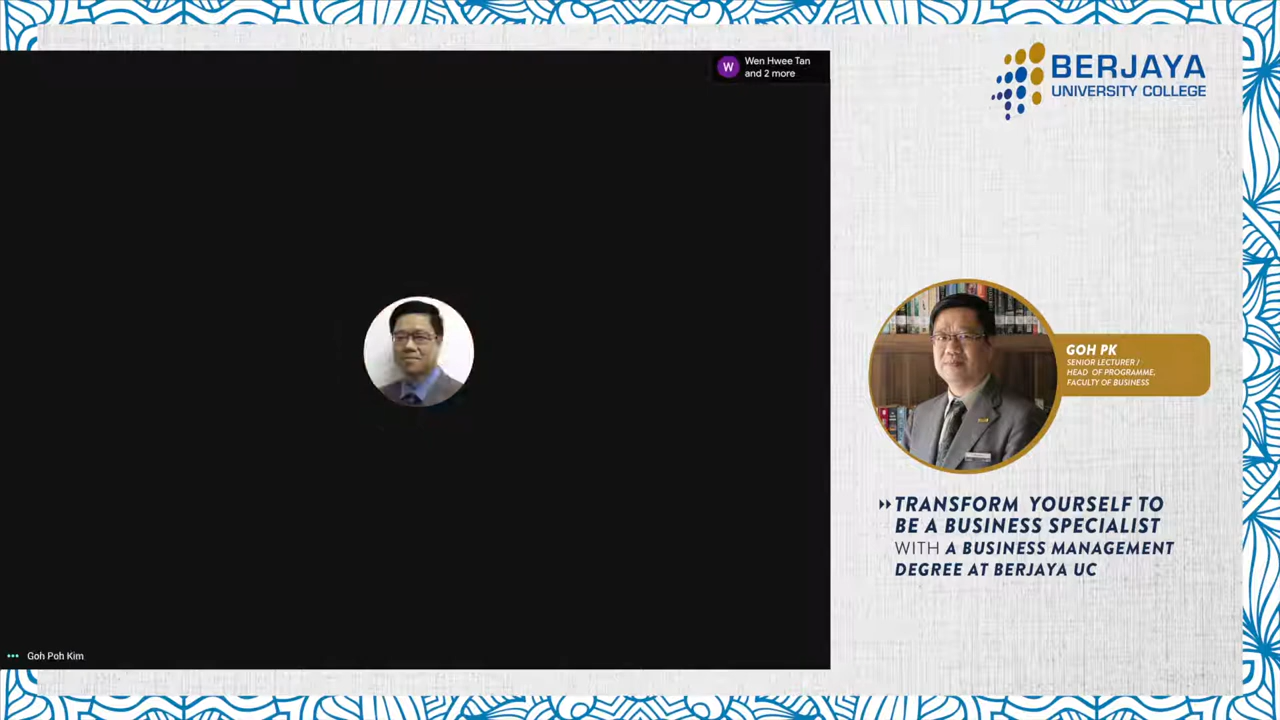 W
Wen Hwee Tan
and 2 more
Goh Poh Kim
BERJAYA
UNIVERSITY COLLEGE
GOH PK
SENIOR LECTURER /
HEAD OF PROGRAMME,
FACULTY OF BUSINESS
TRANSFORM YOURSELF TO
BE A BUSINESS SPECIALIST
WITH A BUSINESS MANAGEMENT
DEGREE AT BERJAYA UC